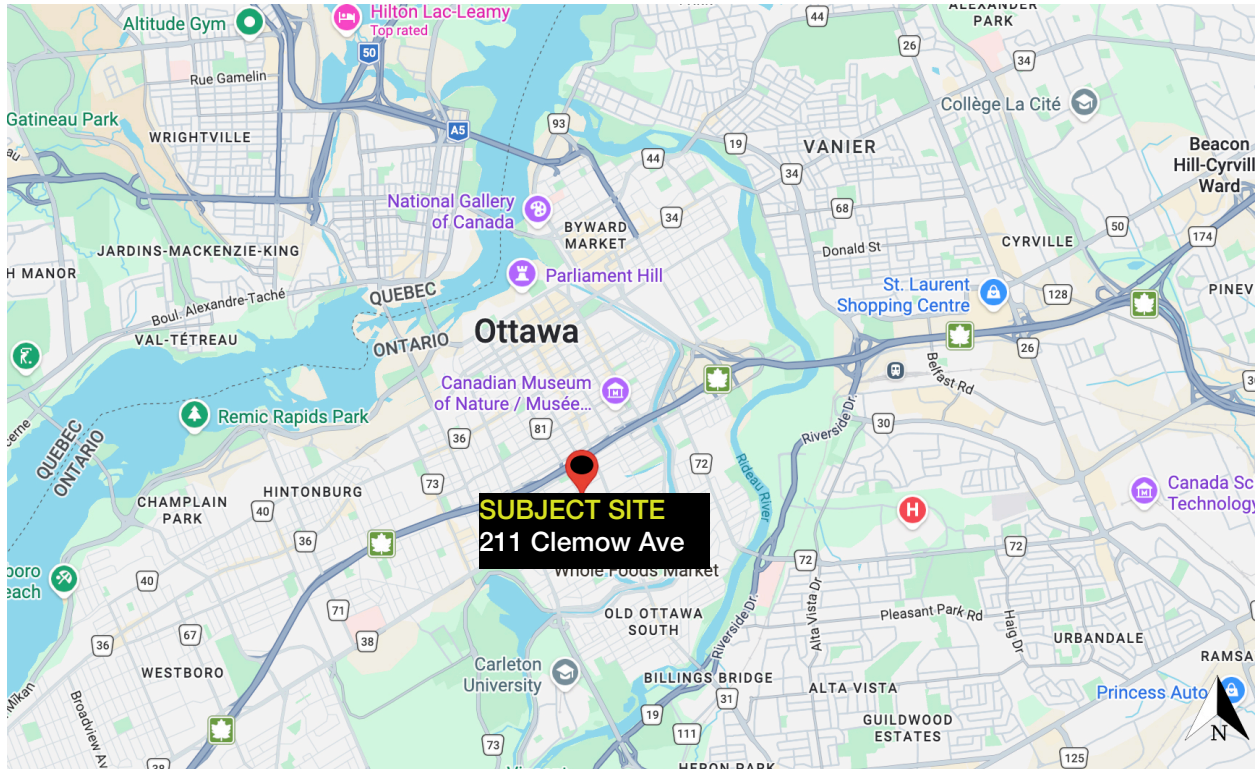 Altitude Gym
Hilton Lac-Leamy
Top rated
50
44
ALEXANDER
PARK
26
34
Rue Gamelin
Gatineau Park
WRIGHTVILLE
A5
93
44
19
34
Collège La Cité
VANIER
Beacon
Hill-Cyrvill
Ward
National Gallery
of Canada
BYWARD
MARKET
34
68
50
174
JARDINS-MACKENZIE-KING
Donald St
CYRVILLE
H MANOR
Parliament Hill
QUEBEC
Boul. Alexandre-Taché
St. Laurent
Shopping Centre
128
PINEV
VAL-TÉTREAU
ONTARIO
Ottawa
26
Belfast Rd
Canadian Museum
of Nature / Musée...
36
Remic Rapids Park
81
36
30
Riverside Dr.
QUEBEC
ONTARIO
72
Rideau River
73
HINTONBURG
CHAMPLAIN
PARK
40
SUBJECT SITE
211 Clemow Ave
H
Canada Sc
Technology
36
72
72
Whole Foods Market
boro
each
40
71
38
OLD OTTAWA
SOUTH
Riverside Dr.
Alta Vista Dr
Pleasant Park Rd
Haig Dr
URBANDALE
36
67
WESTBORO
Carleton
University
BILLINGS BRIDGE
RAMSA
ALTA VISTA
31
Princess Auto
Broadview Av
19
111
GUILDWOOD
ESTATES
N
73
125
38
HERON PARK
Vincent